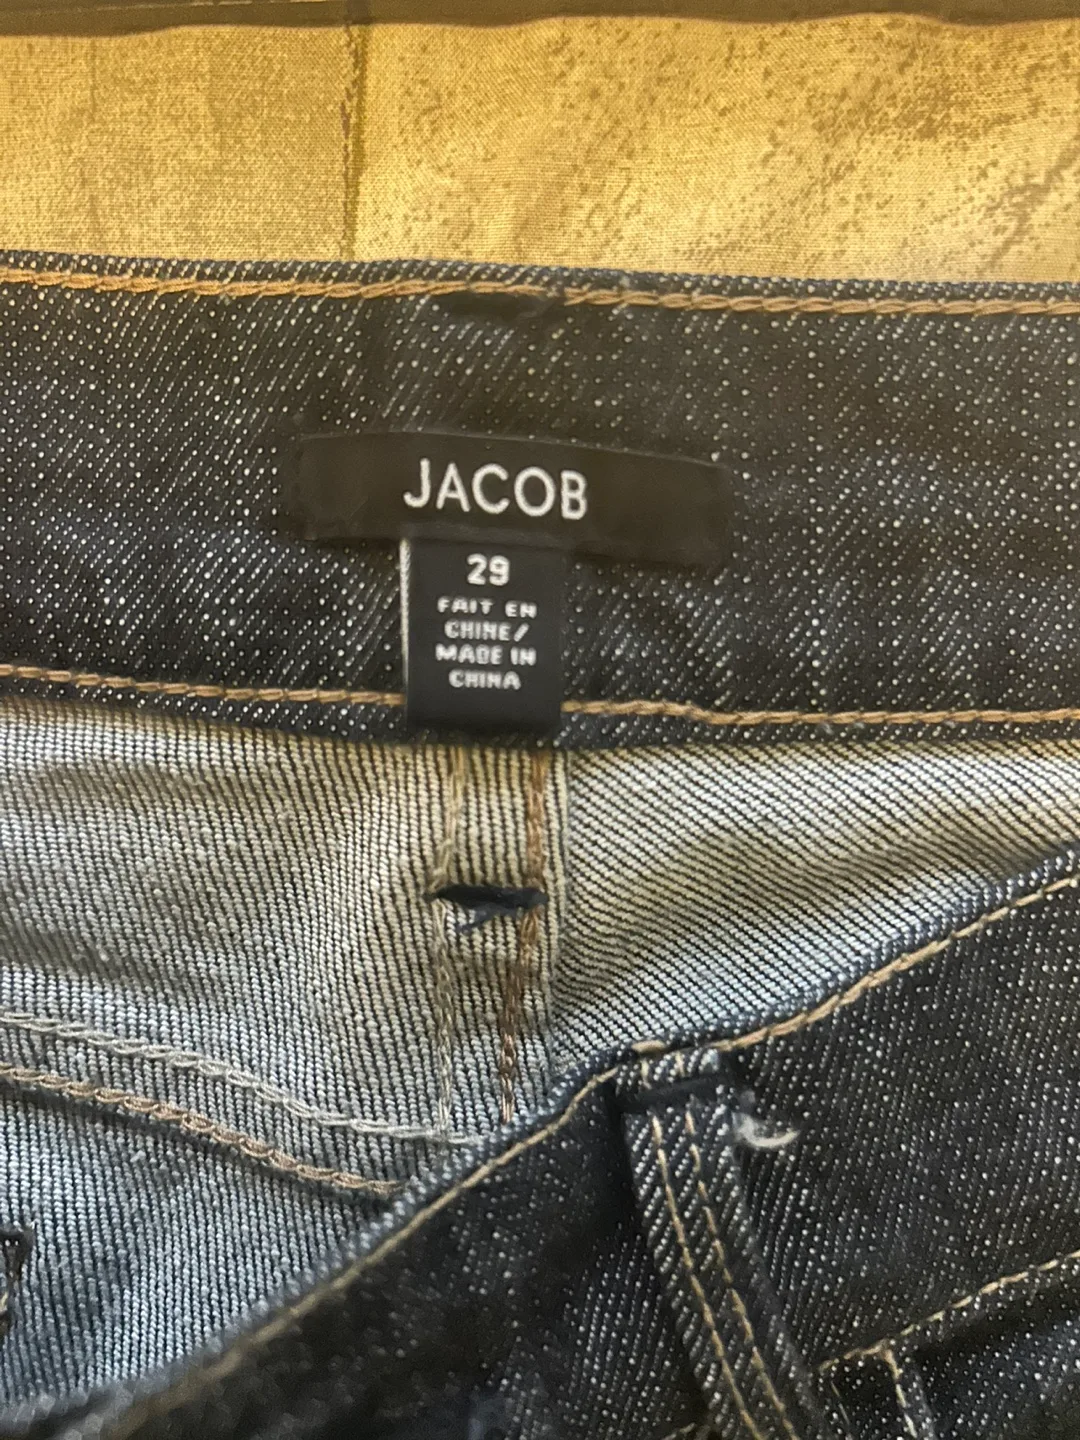 JACOB
29
FAIT EN
CHINE/
MADE IN
CHINA